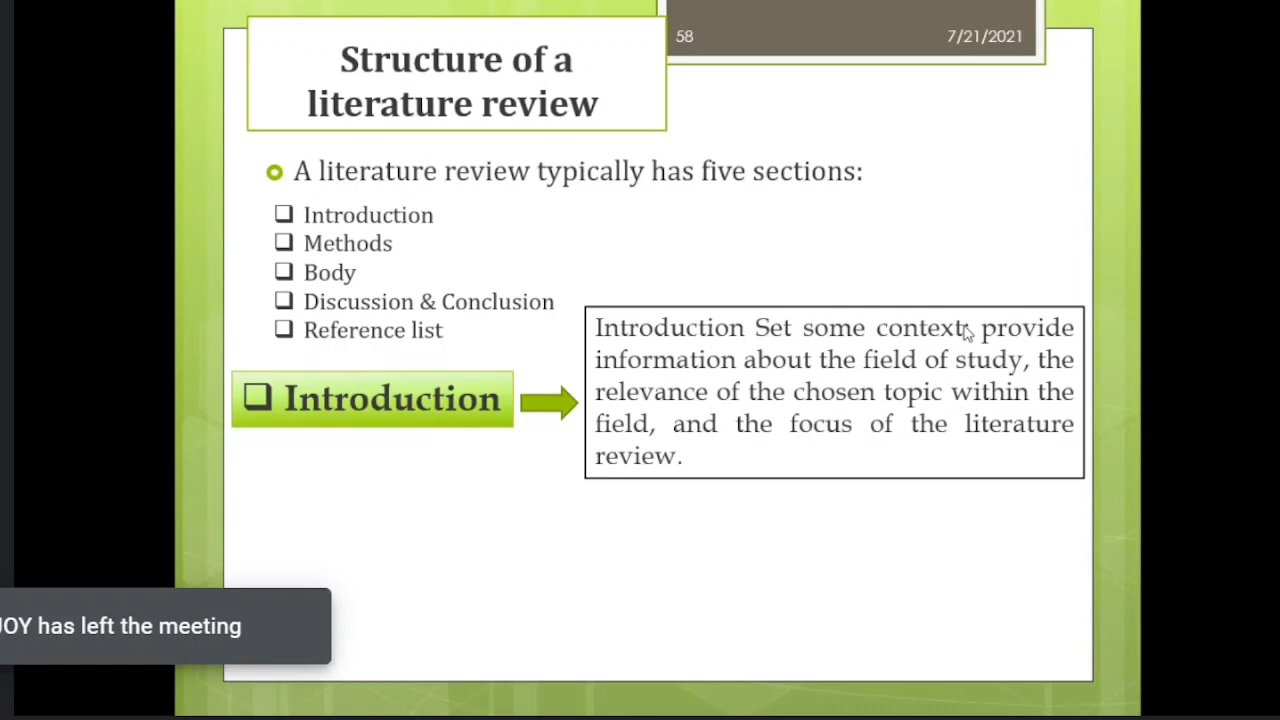 58
7/21/2021
Structure of a
literature review
A literature review typically has five sections:
Introduction
Methods
Body
Discussion & Conclusion
Reference list
Introduction
Introduction Set some context, provide
information about the field of study, the
relevance of the chosen topic within the
field, and the focus of the literature
review.
JOY has left the meeting